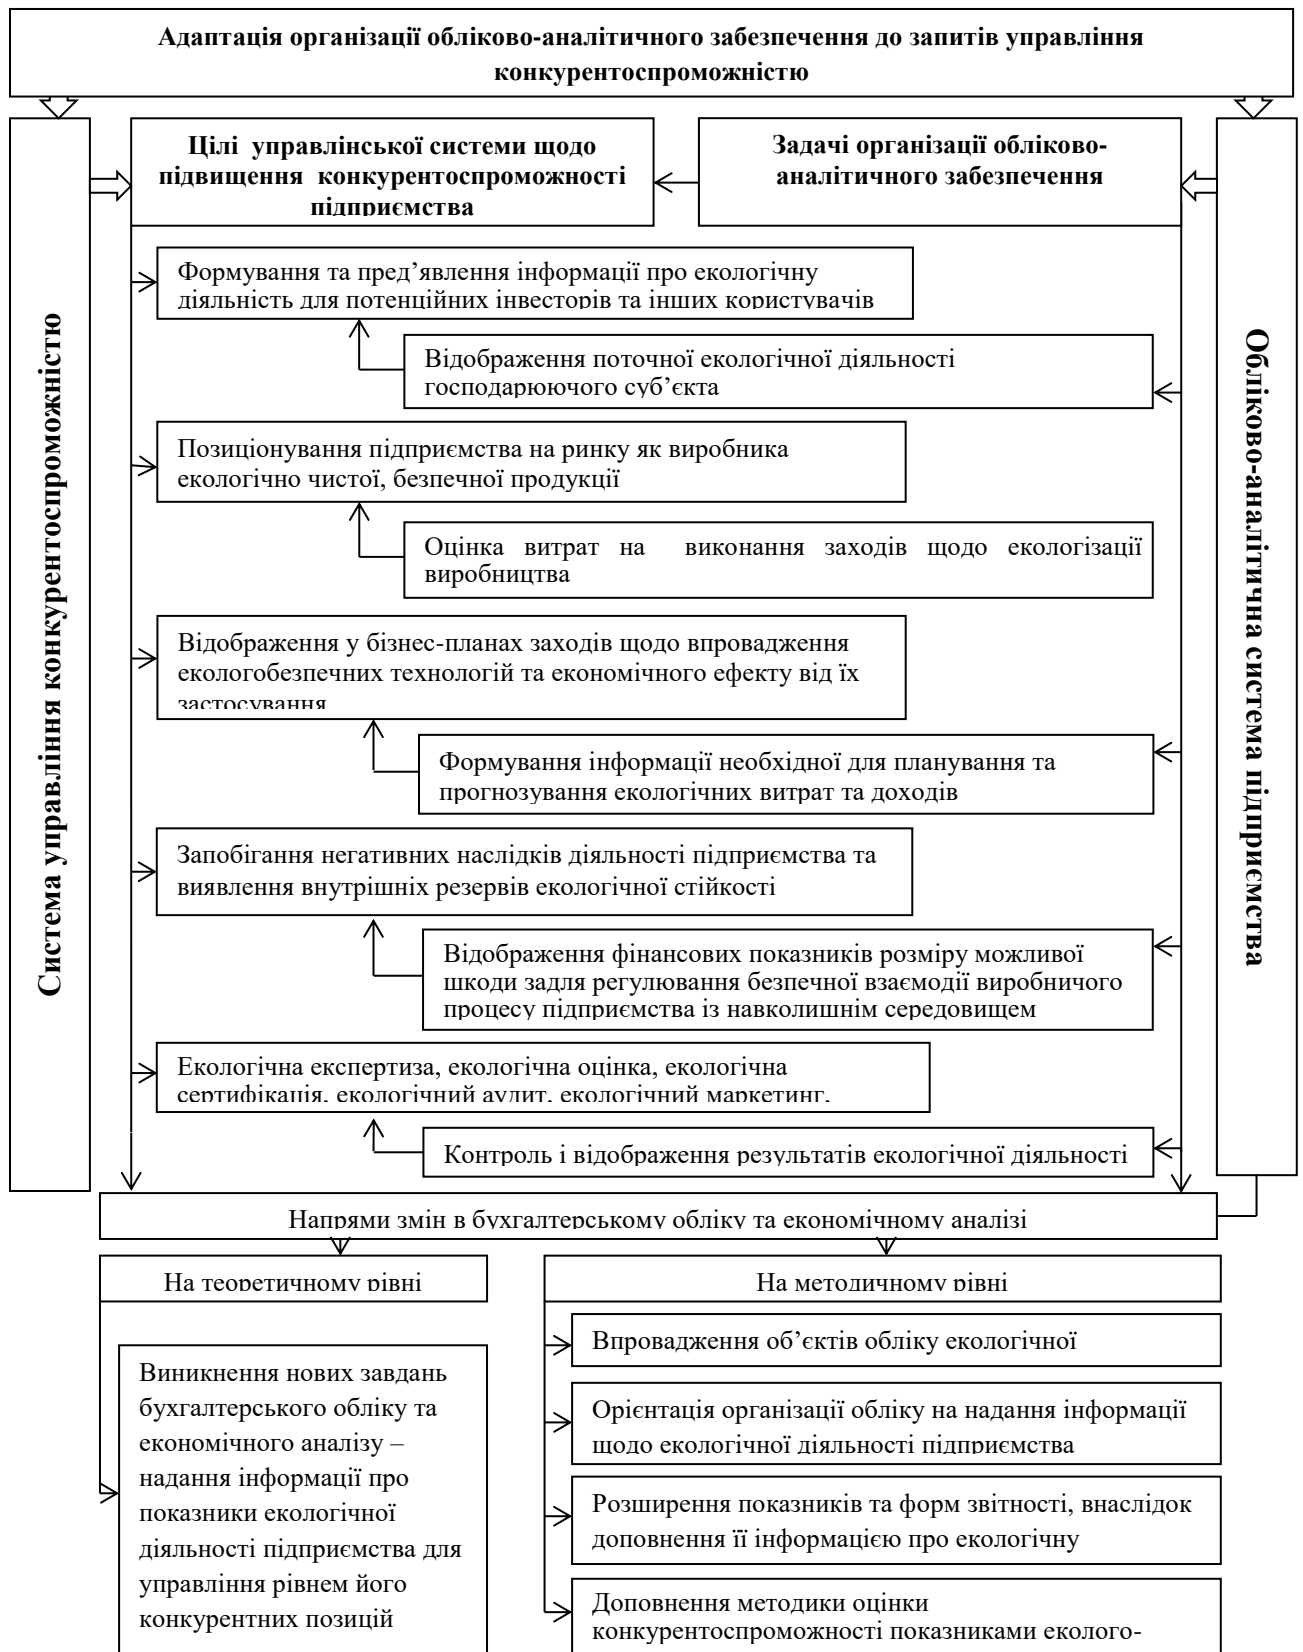 Адаптація організації обліково-аналітичного забезпечення до запитів управління
конкурентоспроможністю
Система управління конкурентоспроможністю
Цілі управлінської системи щодо
підвищення конкурентоспроможності
підприємства
Задачі організації обліково-
аналітичного забезпечення
Обліково-аналітична система підприємства
Формування та пред’явлення інформації про екологічну
діяльність для потенційних інвесторів та інших користувачів
Відображення поточної екологічної діяльності
господарюючого суб’єкта
Позиціонування підприємства на ринку як виробника
екологічно чистої, безпечної продукції
Оцінка витрат на виконання заходів щодо екологізації
виробництва
Відображення у бізнес-планах заходів щодо впровадження
екологобезпечних технологій та економічного ефекту від їх
застосування
Формування інформації необхідної для планування та
прогнозування екологічних витрат та доходів
Запобігання негативних наслідків діяльності підприємства та
виявлення внутрішніх резервів екологічної стійкості
Відображення фінансових показників розміру можливої
шкоди задля регулювання безпечної взаємодії виробничого
процесу підприємства із навколишнім середовищем
Екологічна експертиза, екологічна оцінка, екологічна
сертифікація, екологічний аудит, екологічний маркетинг,
Контроль і відображення результатів екологічної діяльності
Напрями змін в бухгалтерському обліку та економічному аналізі
На теоретичному рівні
Виникнення нових завдань
бухгалтерського обліку та
економічного аналізу –
надання інформації про
показники екологічної
діяльності підприємства для
управління рівнем його
конкурентних позицій
На методичному рівні
Впровадження об’єктів обліку екологічної
Орієнтація організації обліку на надання інформації
щодо екологічної діяльності підприємства
Розширення показників та форм звітності, внаслідок
доповнення її інформацією про екологічну
Доповнення методики оцінки
конкурентоспроможності показниками еколого-